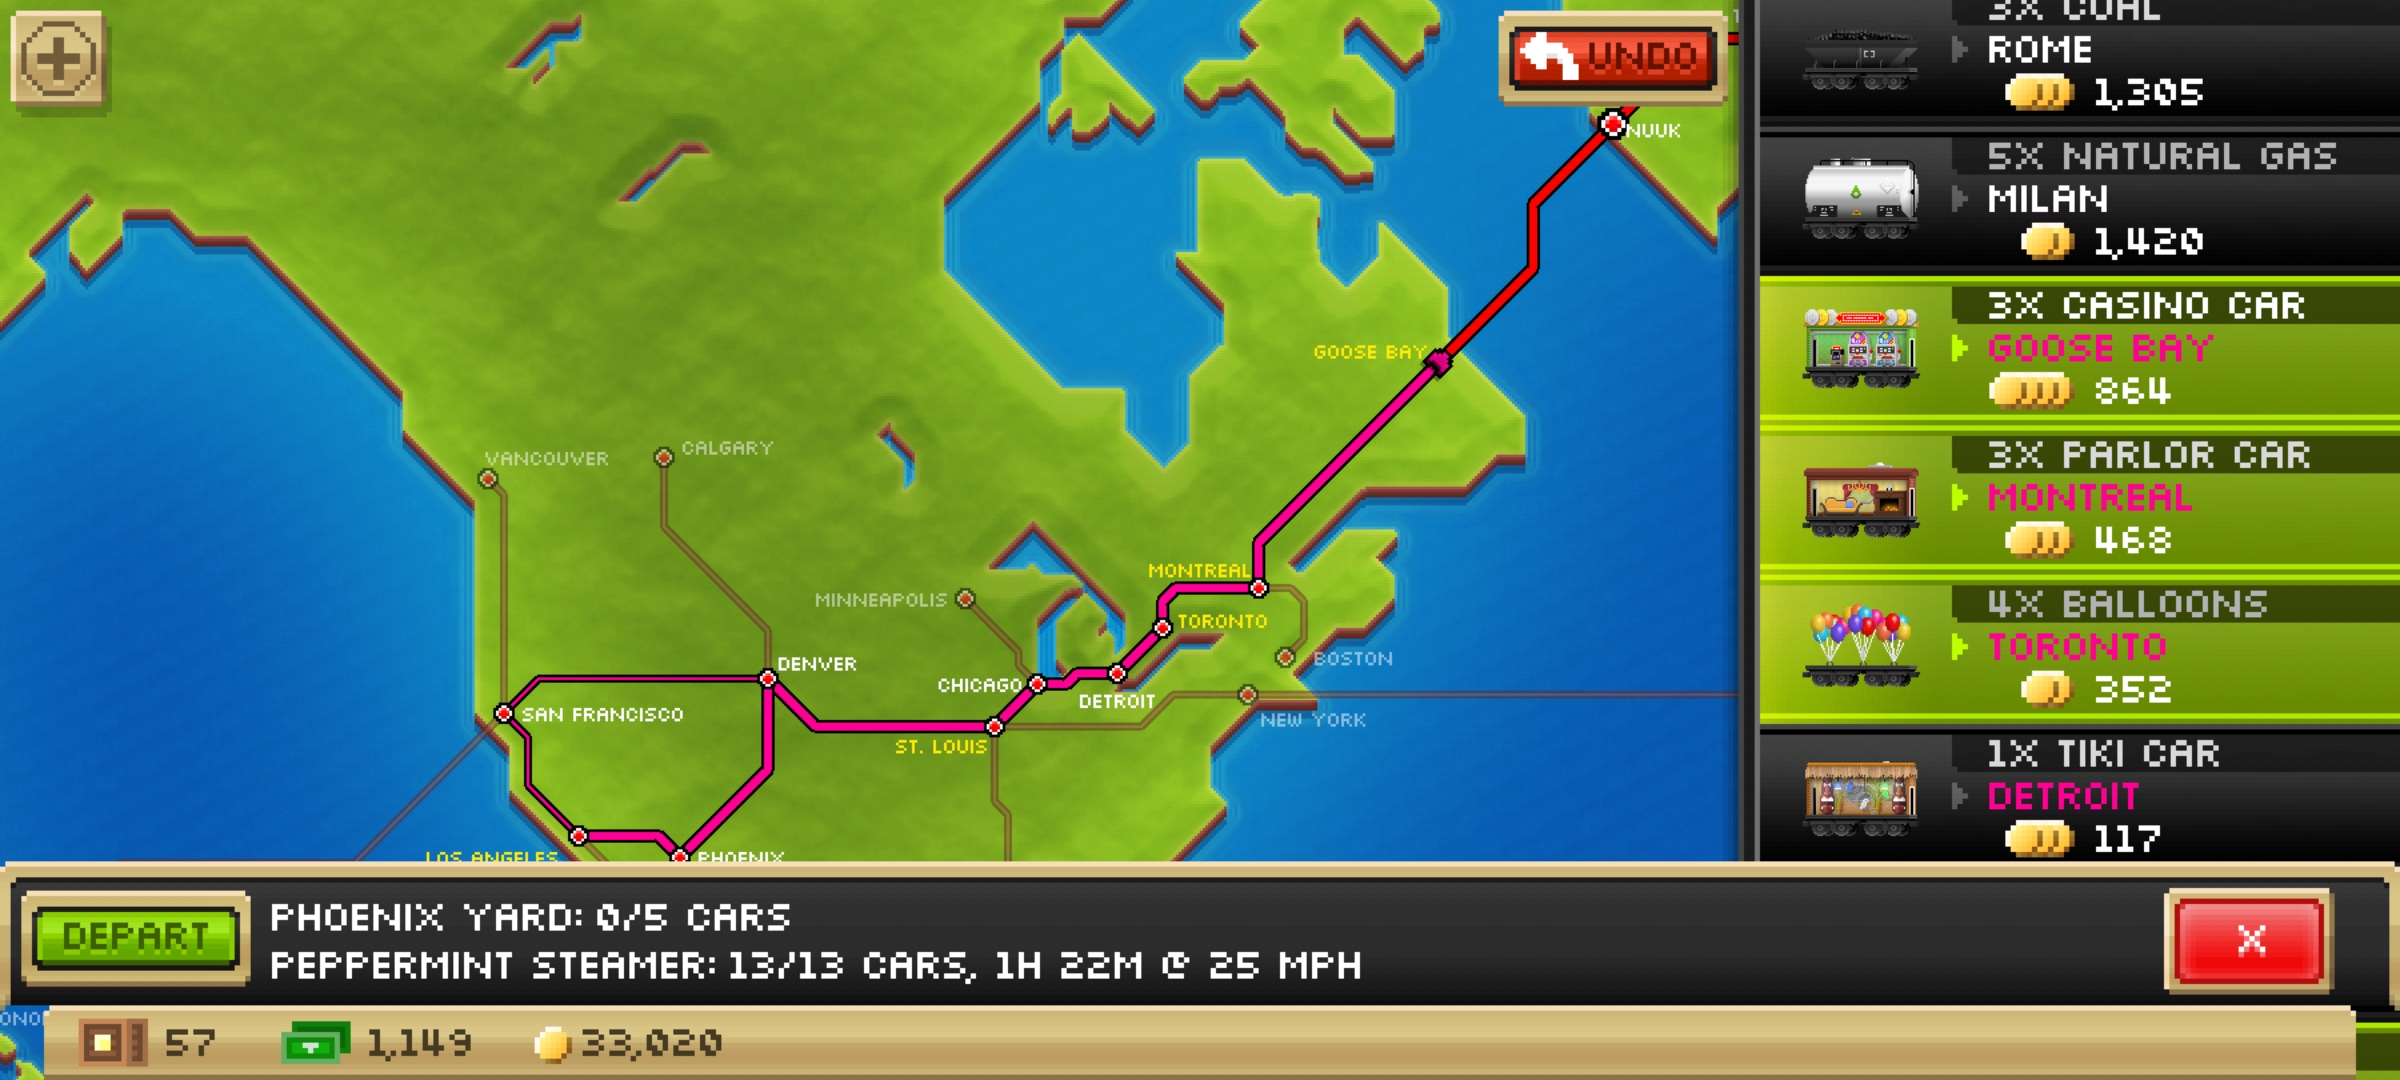 UNDO
NUUK
GOOSE BAY
VANCOUVER
CALGARY
MONTREAL
MINNEAPOLIS
TORONTO
DENVER
BOSTON
CHICAGO
DETROIT
SAN FRANCISCO
NEW YORK
ST. LOUIS
LOS ANGELES
PHOENIX
3X COAL
ROME
1,305
5X NATURAL GAS
MILAN
1,420
3X CASINO CAR
GOOSE BAY
864
3X PARLOR CAR
MONTREAL
468
4X BALLOONS
TORONTO
352
1X TIKI CAR
DETROIT
117
DEPART
PHOENIX YARD: 0/5 CARS
PEPPERMINT STEAMER: 13/13 CARS, 1H 22M @ 25 MPH
X
57
1,149
33,020